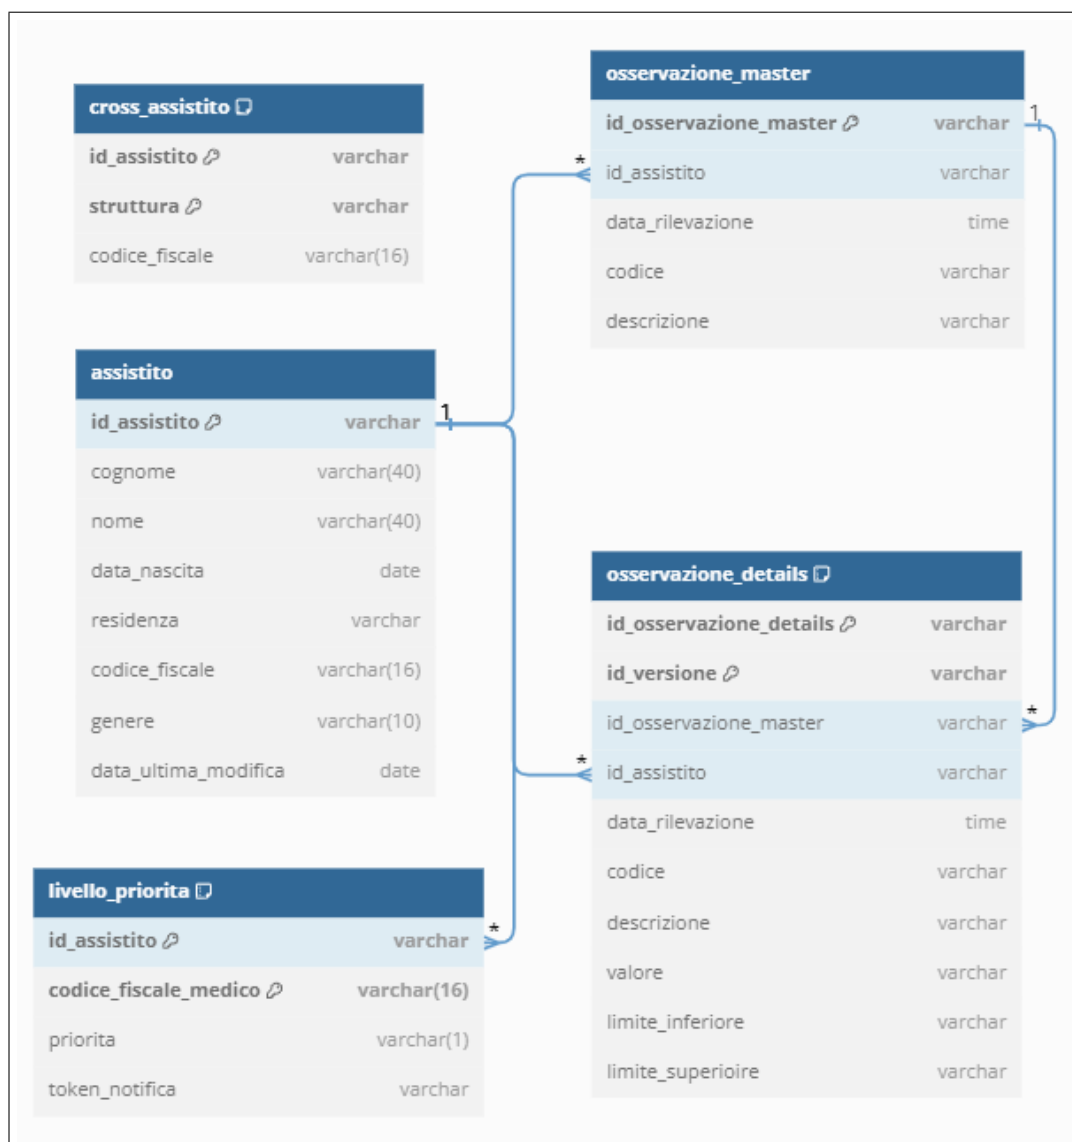 cross_assistito
id_assistito varchar
struttura varchar
codice_fiscale varchar(16)
assistito
id_assistito varchar
1
cognome varchar(40)
nome varchar(40)
data_nascita date
residenza varchar
codice_fiscale varchar(16)
genere varchar(10)
data_ultima_modifica date
livello_priorita
id_assistito varchar
*
codice_fiscale_medico varchar(16)
priorita varchar(1)
token_notifica varchar
osservazione_master
id_osservazione_master varchar
1
*
id_assistito varchar
data_rilevazione time
codice varchar
descrizione varchar
osservazione_details
id_osservazione_details varchar
id_versione varchar
id_osservazione_master varchar
*
*
id_assistito varchar
data_rilevazione time
codice varchar
descrizione varchar
valore varchar
limite_inferiore varchar
limite_superioire varchar